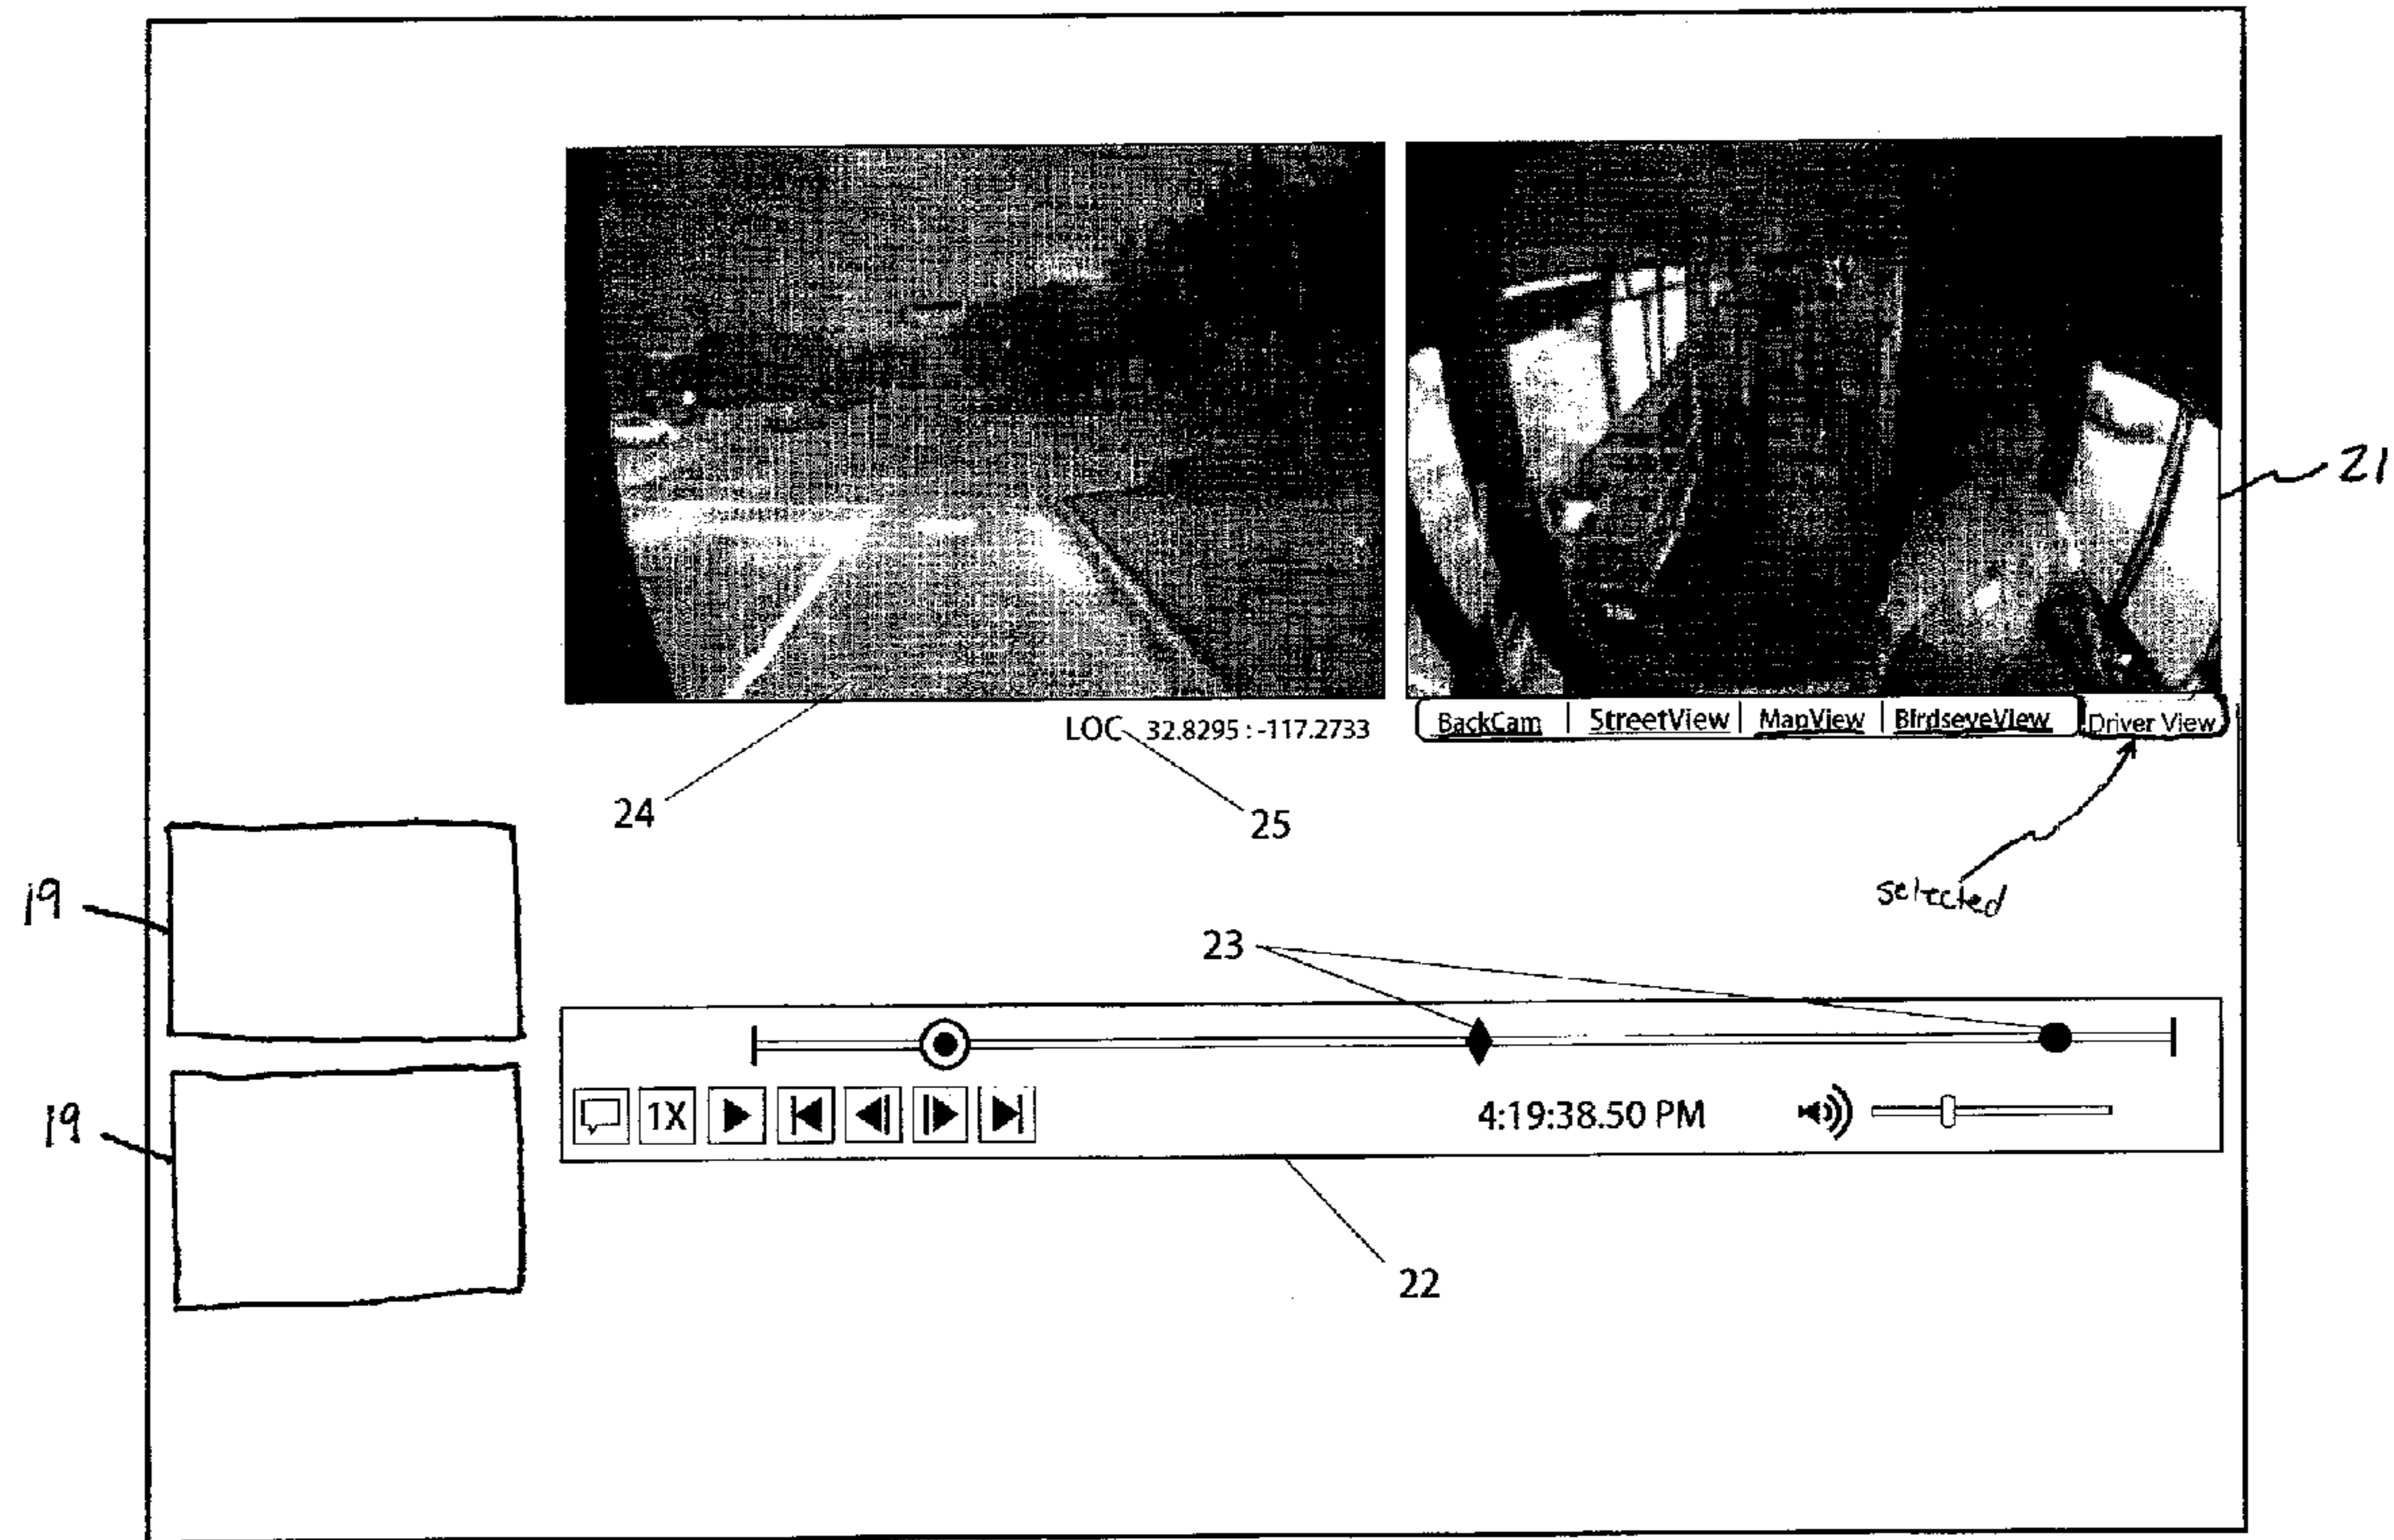 21
BackCam | StreetView | MapView | BirdseyeView | Driver View
LOC 32.8295 : -117.2733
24
25
selected
19
23
19
1X
4:19:38.50 PM
22